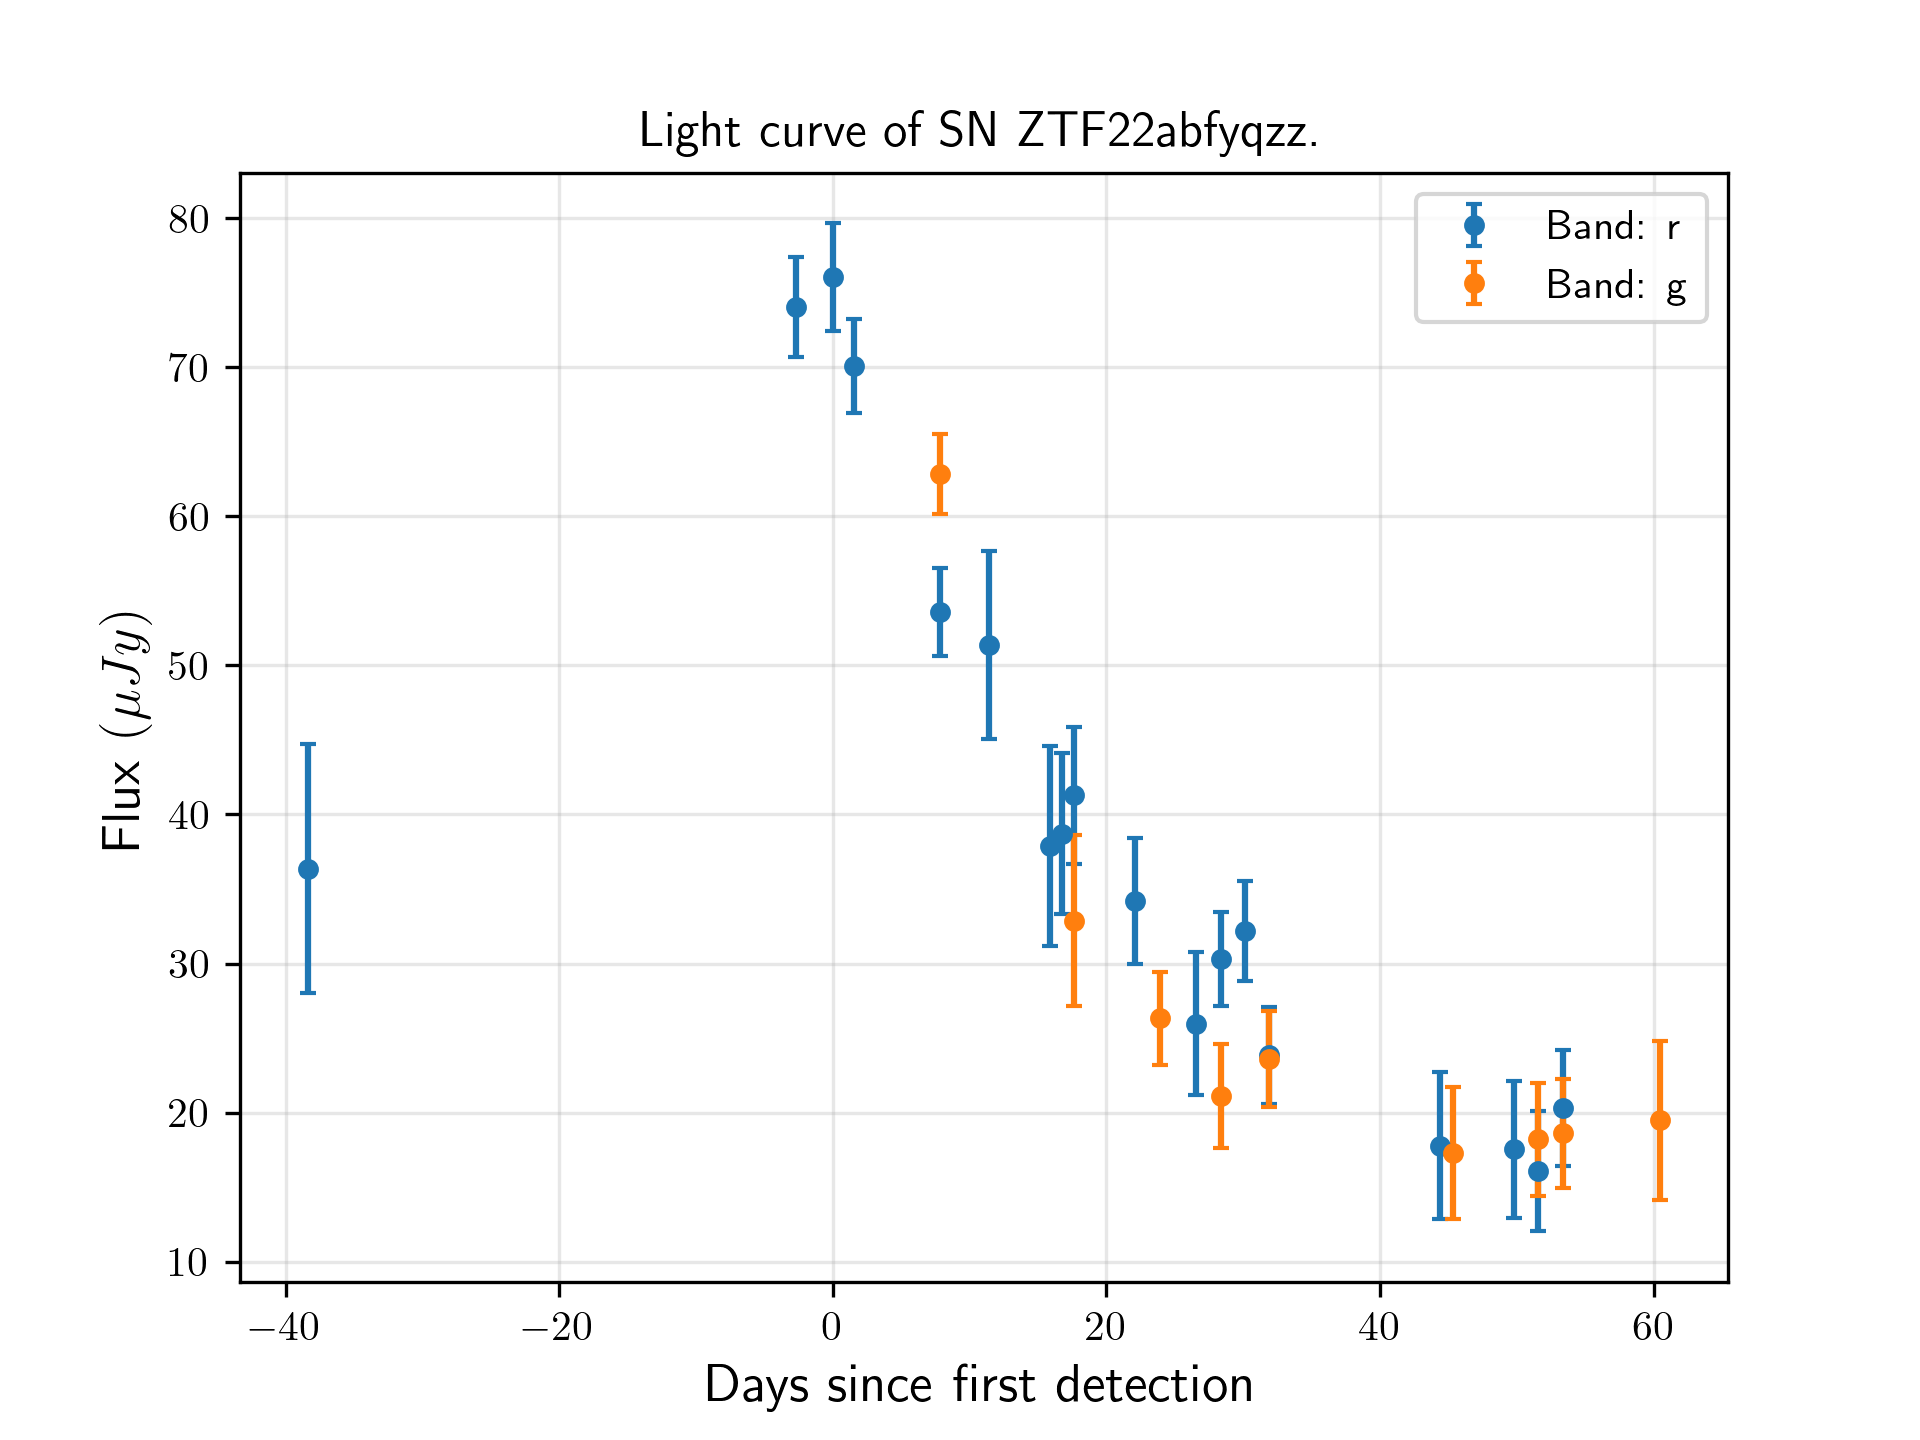 Light curve of SN ZTF22abfyqzz.
Band: r
Band: g
80
70
60
50
40
30
20
10
Flux (μJy)
−40 −20 0 20 40 60
Days since first detection